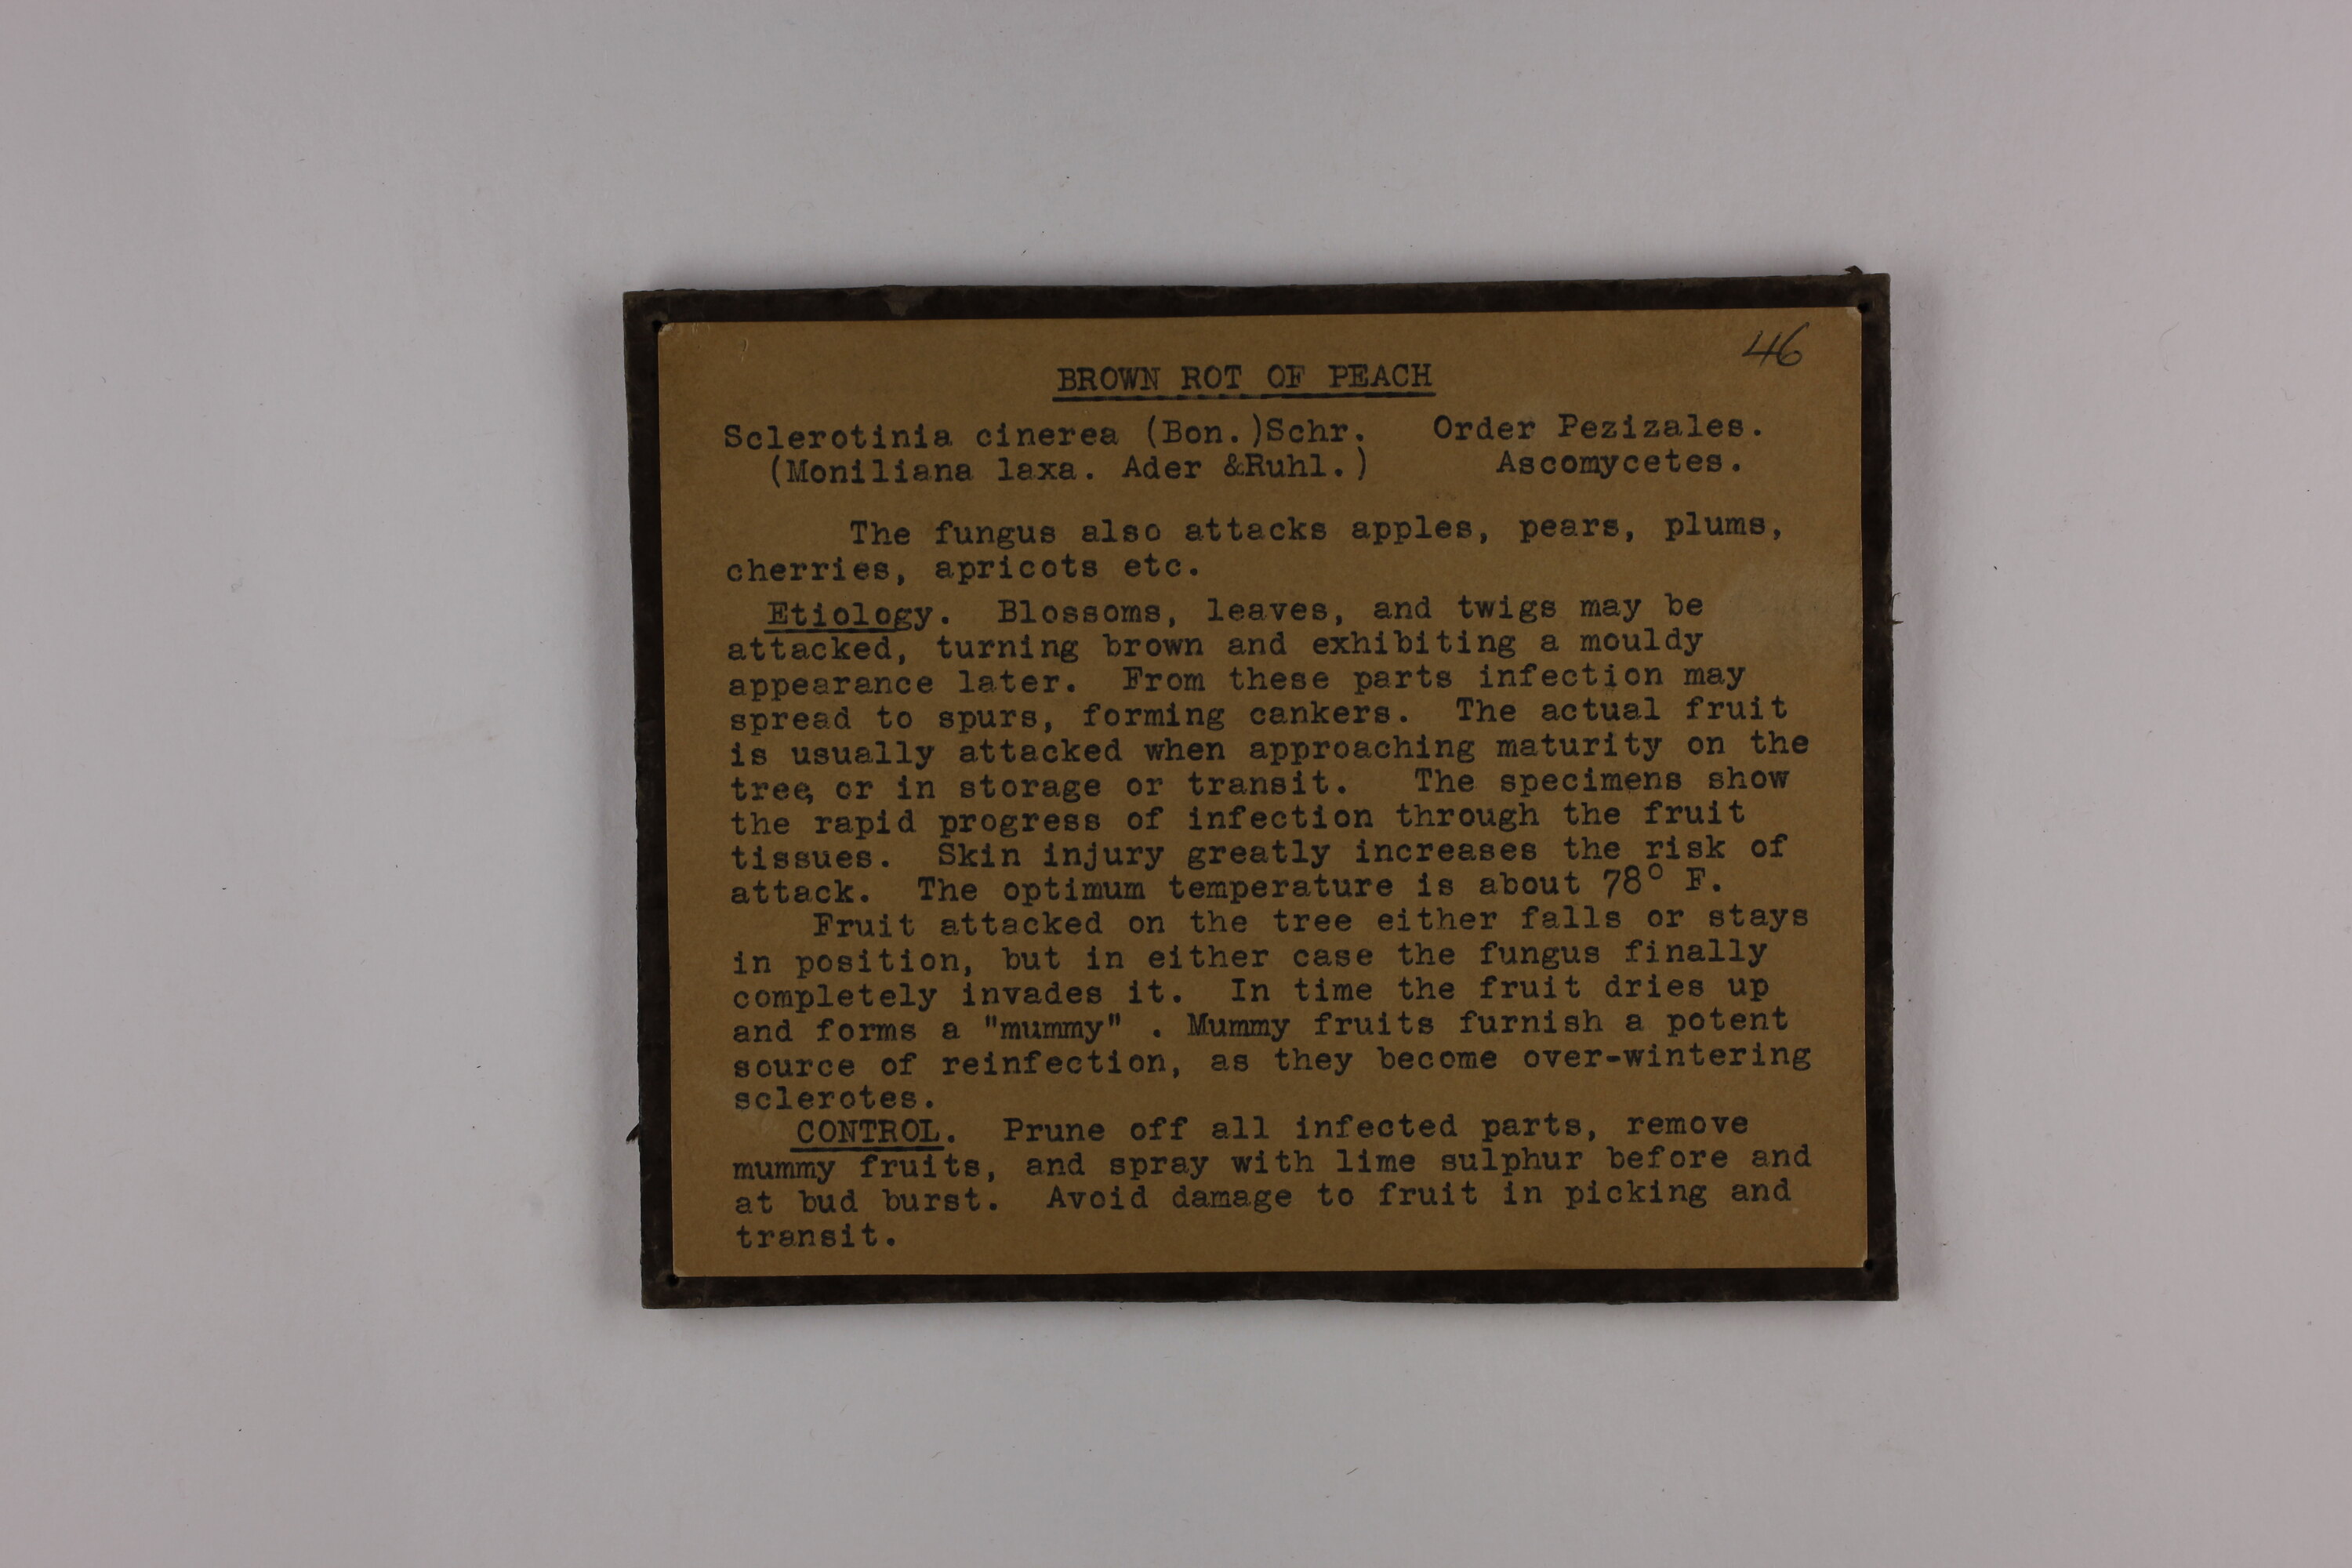 46
BROWN ROT OF PEACH
Sclerotinia cinerea (Bon.)Schr. Order Pezizales.
(Moniliana laxa. Ader &Ruhl.) Ascomycetes.
The fungus also attacks apples, pears, plums,
cherries, apricots etc.
Etiology. Blossoms, leaves, and twigs may be
attacked, turning brown and exhibiting a mouldy
appearance later. From these parts infection may
spread to spurs, forming cankers. The actual fruit
is usually attacked when approaching maturity on the
tree, or in storage or transit. The specimens show
the rapid progress of infection through the fruit
tissues. Skin injury greatly increases the risk of
attack. The optimum temperature is about 78° F.
Fruit attacked on the tree either falls or stays
in position, but in either case the fungus finally
completely invades it. In time the fruit dries up
and forms a "mummy" . Mummy fruits furnish a potent
source of reinfection, as they become over-wintering
sclerotes.
CONTROL. Prune off all infected parts, remove
mummy fruits, and spray with lime sulphur before and
at bud burst. Avoid damage to fruit in picking and
transit.